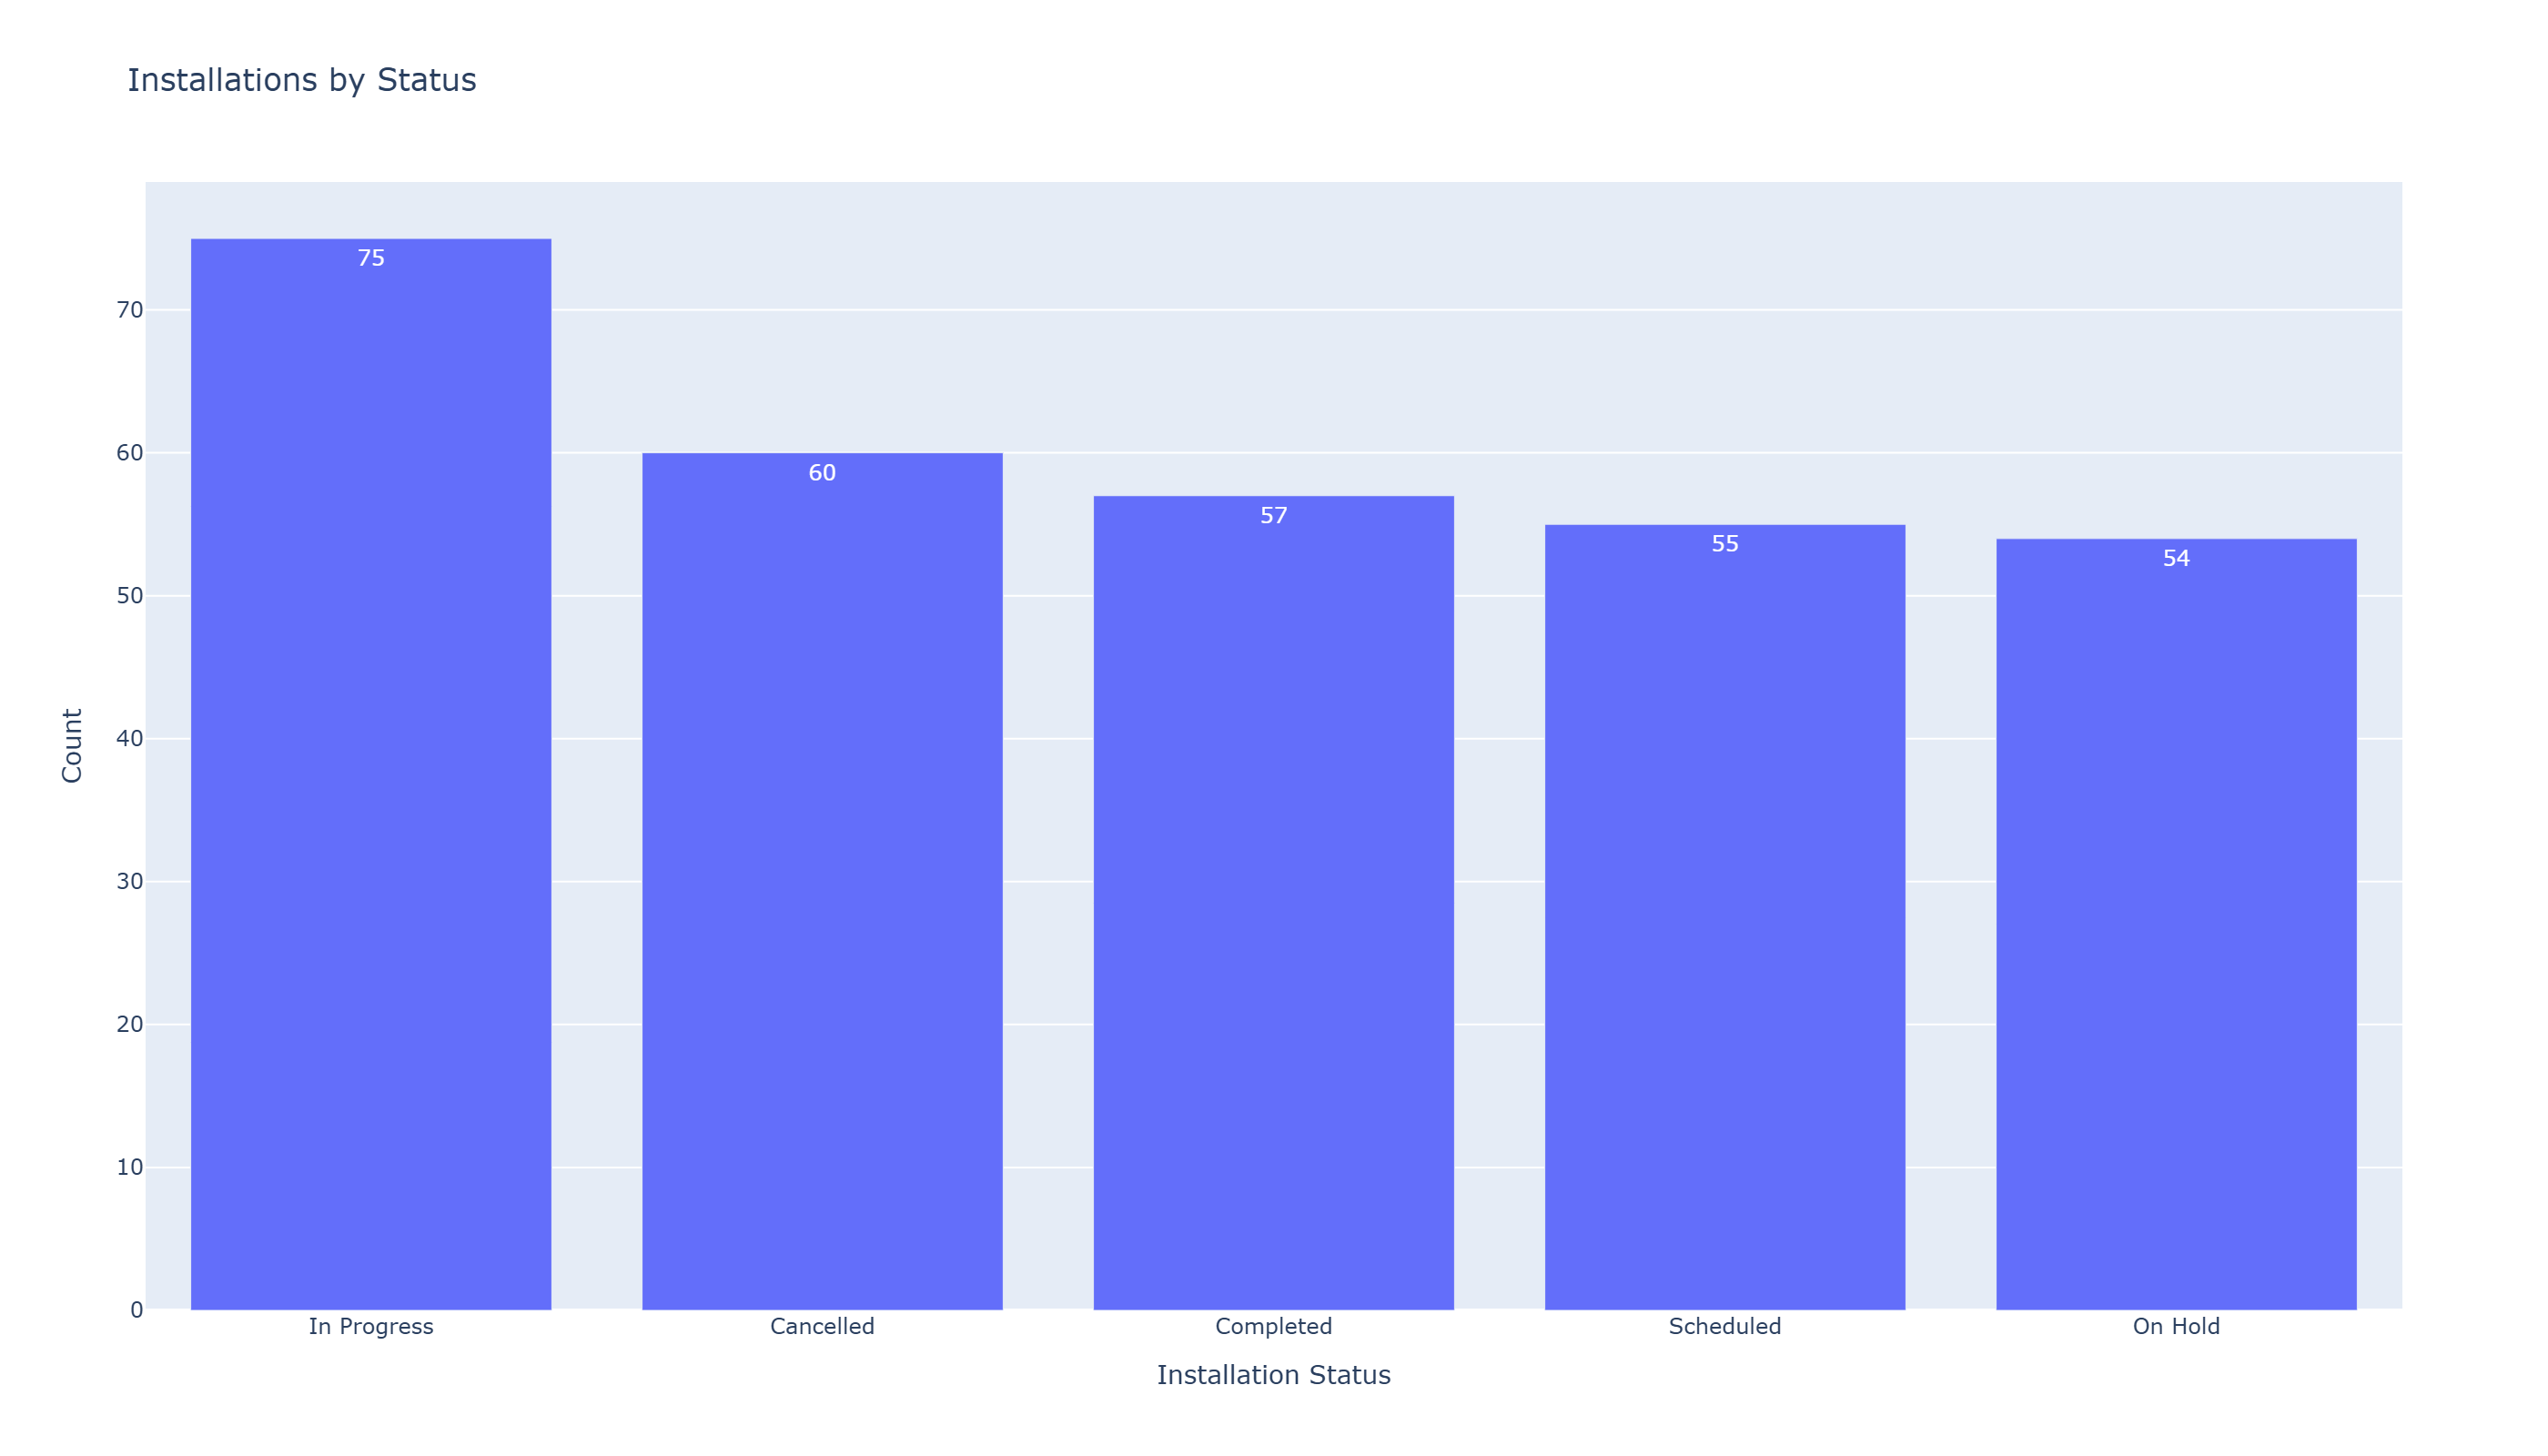 Installations by Status
75
60
57
55
54
70
60
50
40
30
20
10
0
Count
In Progress
Cancelled
Completed
Scheduled
On Hold
Installation Status